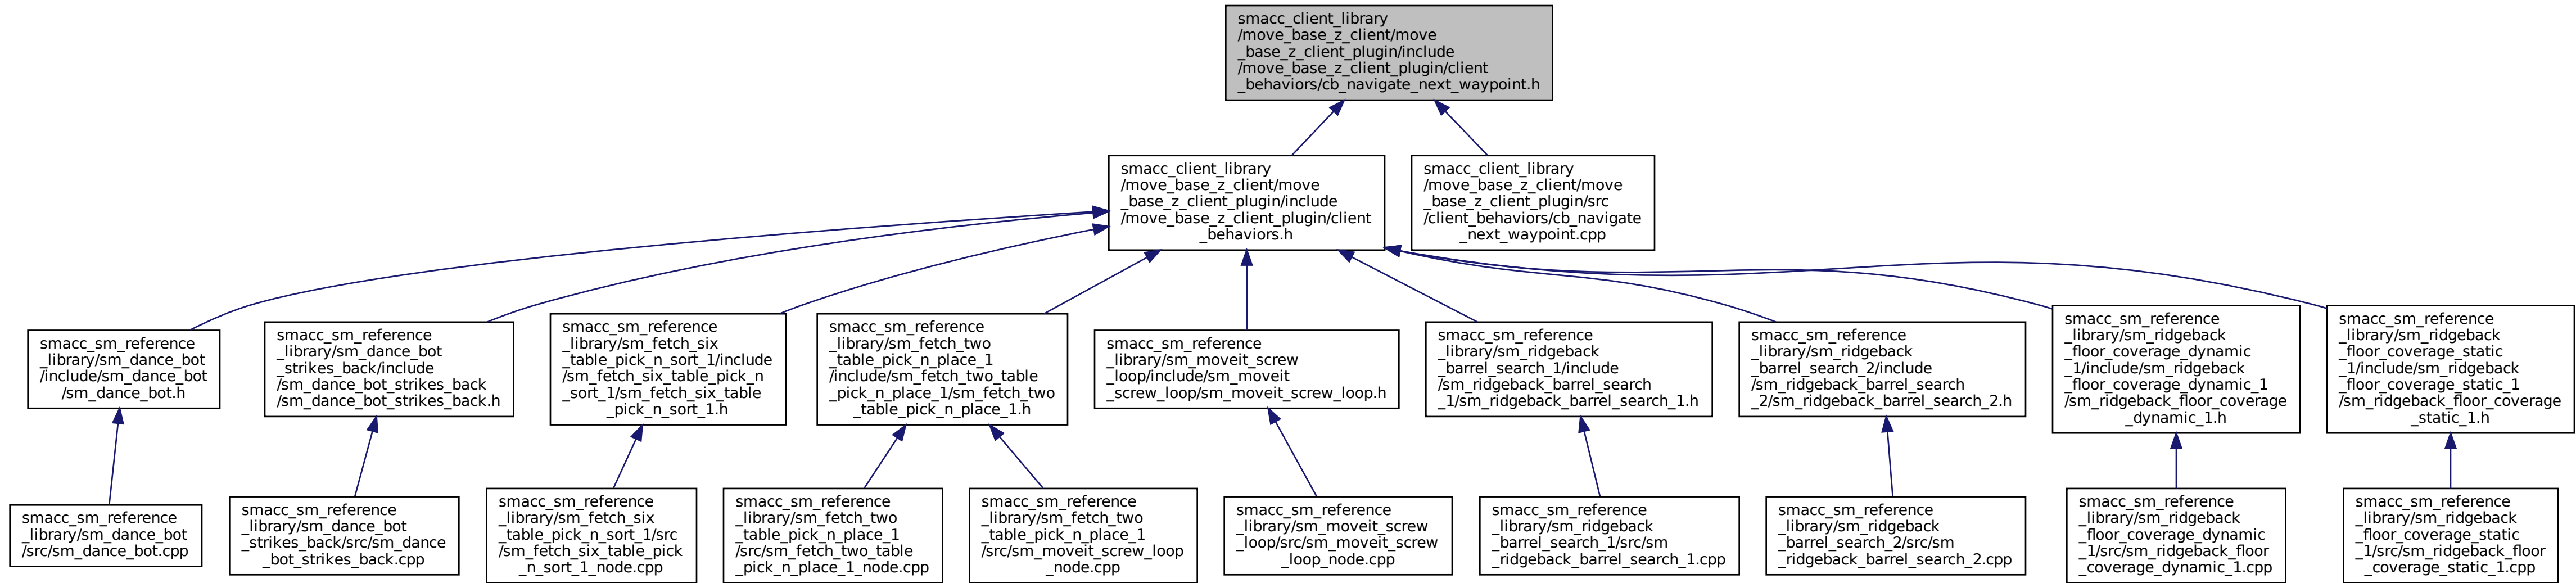 smacc_client_library
/move_base_z_client/move
_base_z_client_plugin/include
/move_base_z_client_plugin/client
_behaviors/cb_navigate_next_waypoint.h
smacc_client_library
/move_base_z_client/move
_base_z_client_plugin/include
/move_base_z_client_plugin/client
_behaviors.h
smacc_client_library
/move_base_z_client/move
_base_z_client_plugin/src
/client_behaviors/cb_navigate
_next_waypoint.cpp
smacc_sm_reference
_library/sm_dance_bot
/include/sm_dance_bot
/sm_dance_bot.h
smacc_sm_reference
_library/sm_dance_bot
_strikes_back/include
/sm_dance_bot_strikes_back
/sm_dance_bot_strikes_back.h
smacc_sm_reference
_library/sm_fetch_six
_table_pick_n_sort_1/include
/sm_fetch_six_table_pick_n
_sort_1/sm_fetch_six_table
_pick_n_sort_1.h
smacc_sm_reference
_library/sm_fetch_two
_table_pick_n_place_1
/include/sm_fetch_two_table
_pick_n_place_1/sm_fetch_two
_table_pick_n_place_1.h
smacc_sm_reference
_library/sm_moveit_screw
_loop/include/sm_moveit
_screw_loop/sm_moveit_screw_loop.h
smacc_sm_reference
_library/sm_ridgeback
_barrel_search_1/include
/sm_ridgeback_barrel_search
_1/sm_ridgeback_barrel_search_1.h
smacc_sm_reference
_library/sm_ridgeback
_barrel_search_2/include
/sm_ridgeback_barrel_search
_2/sm_ridgeback_barrel_search_2.h
smacc_sm_reference
_library/sm_ridgeback
_floor_coverage_dynamic
_1/include/sm_ridgeback
_floor_coverage_dynamic_1
/sm_ridgeback_floor_coverage
_dynamic_1.h
smacc_sm_reference
_library/sm_ridgeback
_floor_coverage_static
_1/include/sm_ridgeback
_floor_coverage_static_1
/sm_ridgeback_floor_coverage
_static_1.h
smacc_sm_reference
_library/sm_dance_bot
/src/sm_dance_bot.cpp
smacc_sm_reference
_library/sm_dance_bot
_strikes_back/src/sm_dance
_bot_strikes_back.cpp
smacc_sm_reference
_library/sm_fetch_six
_table_pick_n_sort_1/src
/sm_fetch_six_table_pick
_n_sort_1_node.cpp
smacc_sm_reference
_library/sm_fetch_two
_table_pick_n_place_1
/src/sm_fetch_two_table
_pick_n_place_1_node.cpp
smacc_sm_reference
_library/sm_fetch_two
_table_pick_n_place_1
/src/sm_moveit_screw_loop
_node.cpp
smacc_sm_reference
_library/sm_moveit_screw
_loop/src/sm_moveit_screw
_loop_node.cpp
smacc_sm_reference
_library/sm_ridgeback
_barrel_search_1/src/sm
_ridgeback_barrel_search_1.cpp
smacc_sm_reference
_library/sm_ridgeback
_barrel_search_2/src/sm
_ridgeback_barrel_search_2.cpp
smacc_sm_reference
_library/sm_ridgeback
_floor_coverage_dynamic
_1/src/sm_ridgeback_floor
_coverage_dynamic_1.cpp
smacc_sm_reference
_library/sm_ridgeback
_floor_coverage_static
_1/src/sm_ridgeback_floor
_coverage_static_1.cpp